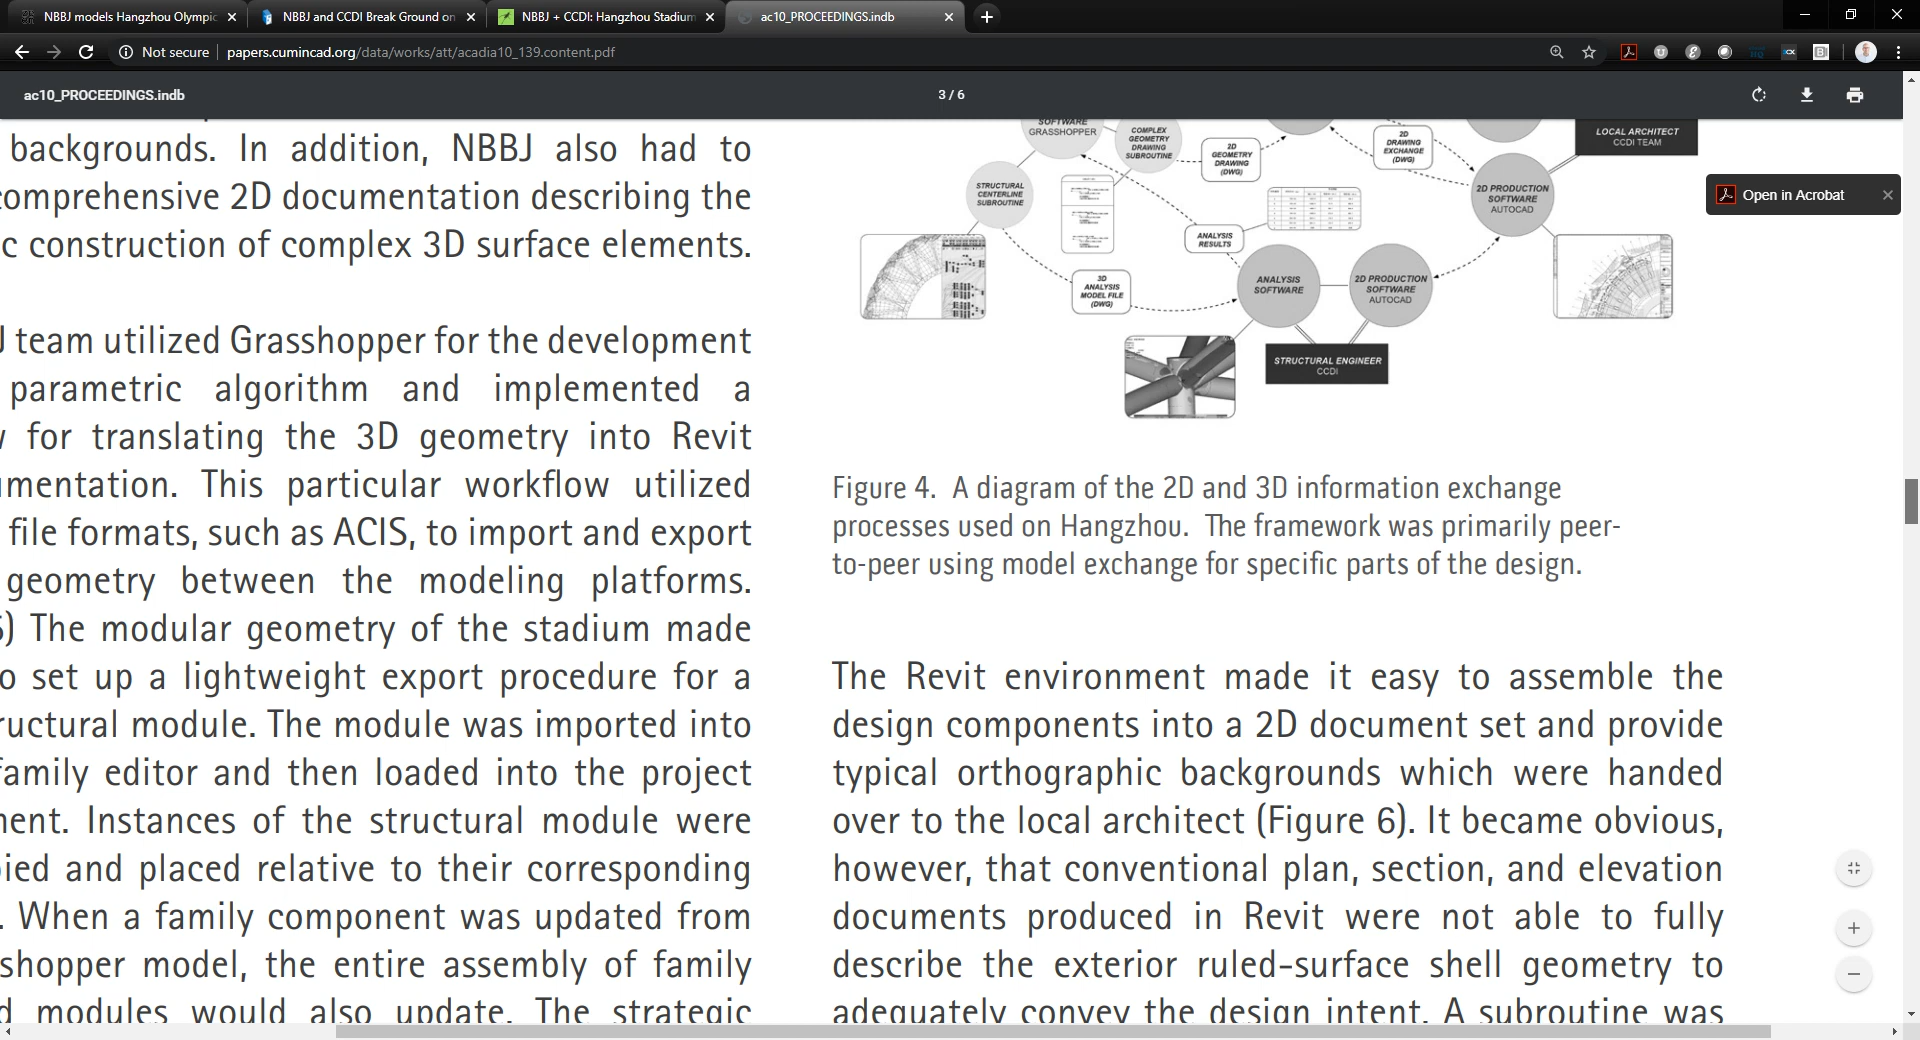 NBBJ models Hangzhou Olympic
NBBJ and CCDI Break Ground on
NBBJ + CCDI: Hangzhou Stadium
ac10_PROCEEDINGS.indb
Not secure
papers.cumincad.org/data/works/att/acadia10_139.content.pdf
ac10_PROCEEDINGS.indb
3 / 6
Open in Acrobat
backgrounds. In addition, NBBJ also had to
comprehensive 2D documentation describing the
c construction of complex 3D surface elements.
J team utilized Grasshopper for the development
parametric algorithm and implemented a
for translating the 3D geometry into Revit
umentation. This particular workflow utilized
file formats, such as ACIS, to import and export
geometry between the modeling platforms.
) The modular geometry of the stadium made
o set up a lightweight export procedure for a
ructural module. The module was imported into
family editor and then loaded into the project
ment. Instances of the structural module were
pied and placed relative to their corresponding
. When a family component was updated from
shopper model, the entire assembly of family
d modules would also update. The strategic
SOFTWARE
GRASSHOPPER
COMPLEX
GEOMETRY
DRAWING
SUBROUTINE
2D
GEOMETRY
DRAWING
(DWG)
2D
DRAWING
EXCHANGE
(DWG)
LOCAL ARCHITECT
CCDI TEAM
STRUCTURAL
CENTERLINE
SUBROUTINE
2D PRODUCTION
SOFTWARE
AUTOCAD
ANALYSIS
RESULTS
3D
ANALYSIS
MODEL FILE
(DWG)
ANALYSIS
SOFTWARE
2D PRODUCTION
SOFTWARE
AUTOCAD
STRUCTURAL ENGINEER
CCDI
Figure 4. A diagram of the 2D and 3D information exchange
processes used on Hangzhou. The framework was primarily peer-
to-peer using model exchange for specific parts of the design.
The Revit environment made it easy to assemble the
design components into a 2D document set and provide
typical orthographic backgrounds which were handed
over to the local architect (Figure 6). It became obvious,
however, that conventional plan, section, and elevation
documents produced in Revit were not able to fully
describe the exterior ruled-surface shell geometry to
adequately convey the design intent. A subroutine was